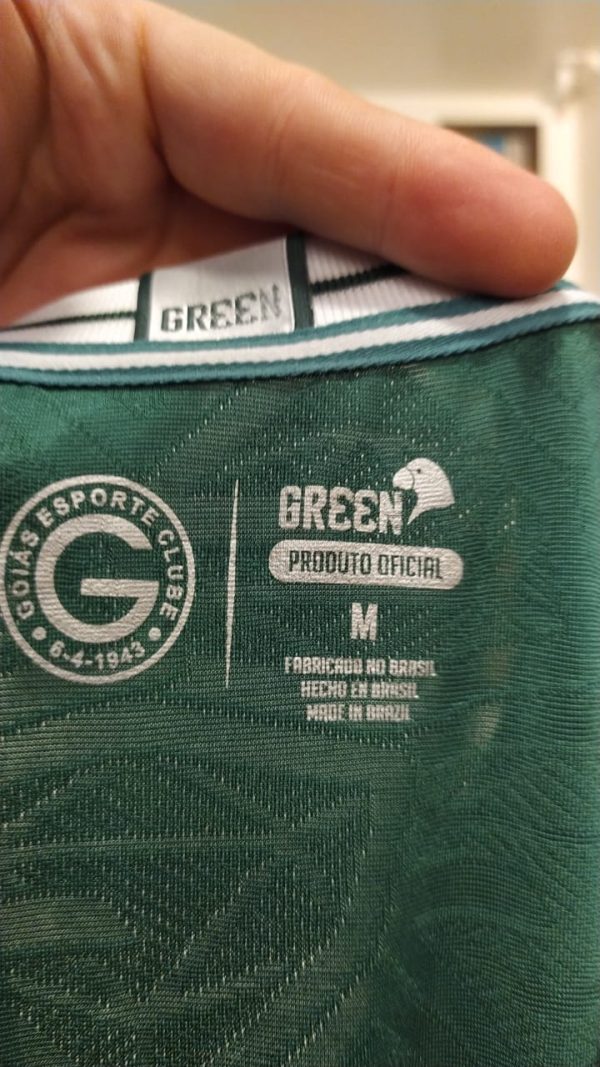 GREEN
GOIÁS ESPORTE CLUBE
G
6-4-1943
GREEN
PRODUTO OFICIAL
M
FABRICADO NO BRASIL
HECHO EN BRASIL
MADE IN BRAZIL